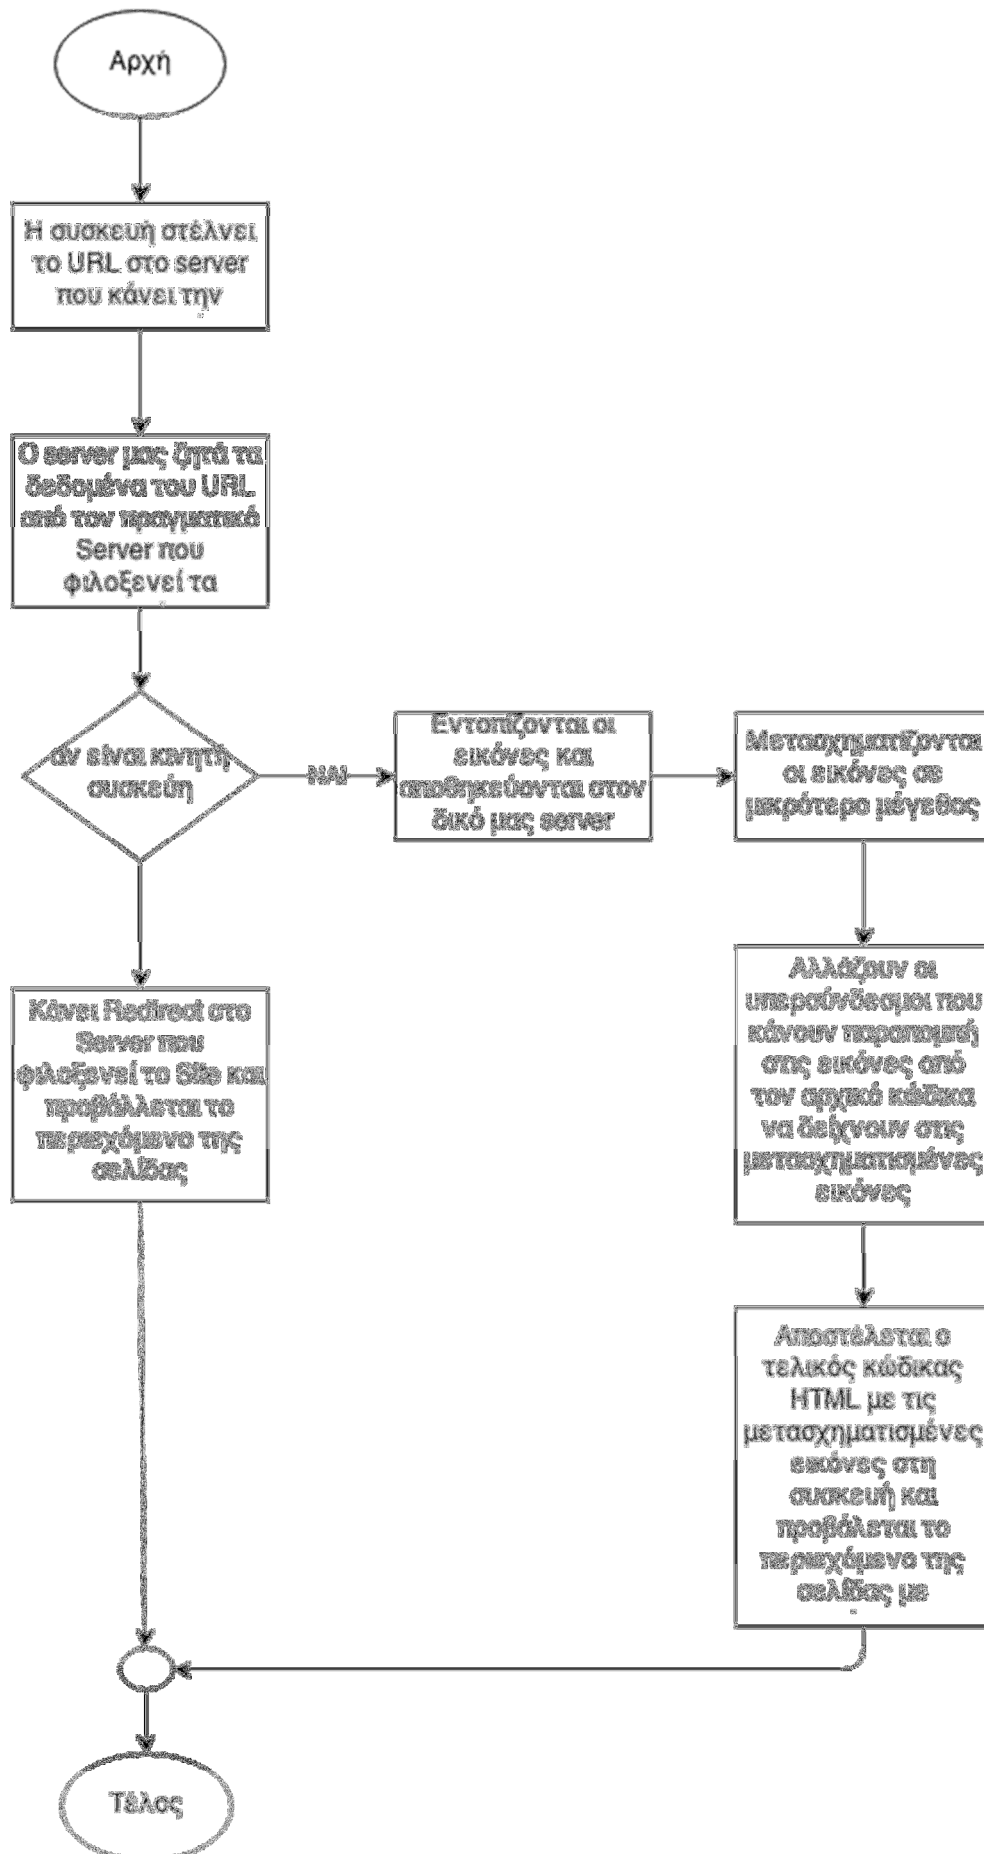 Αρχή
Η συσκευή στέλνει
το URL στο server
που κάνει την
Ο server μας ζητά τα
δεδομένα του URL
από τον πραγματικό
Server που
φιλοξενεί τα
άν είναι κινητή
συσκεύη
ΝΑΙ
Εντοπίζονται οι
εικόνες και
αποθηκεύονται στον
δικό μας server
Μετασχηματίζονται
οι εικόνες σε
μικρότερο μέγεθος
Αλλάζουν οι
υπερσύνδεσμοι που
κάνουν παραπομπή
στις εικόνες από
τον αρχικό κώδικα
να δείχνουν στις
μετασχηματισμένες
εικόνες
Κάνει Redirect στο
Server που
φιλοξενεί το Site και
προβάλλεται το
περιεχόμενο της
σελίδας
Αποστέλεται ο
τελικός κώδικας
HTML με τις
μετασχηματισμένες
εικόνες στη
συσκευή και
προβάλεται το
περιεχόμενο της
σελίδας με
Τέλος